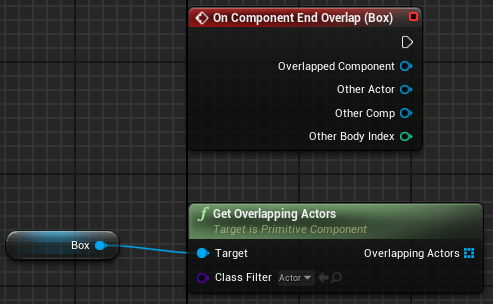 On Component End Overlap (Box)
Overlapped Component
Other Actor
Other Comp
Other Body Index
f Get Overlapping Actors
Target is Primitive Component
Box
Target
Overlapping Actors
Class Filter
Actor